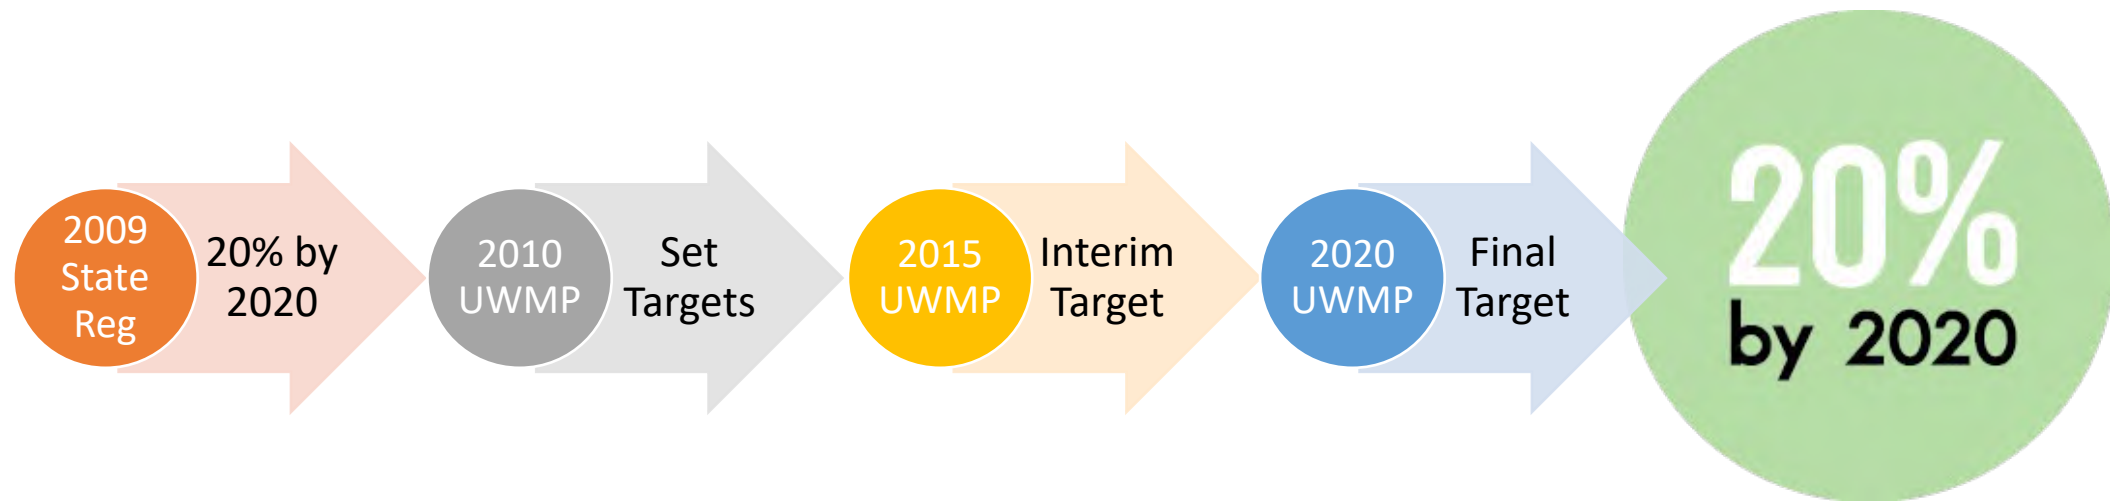 2009
State
Reg
20% by
2020
2010
UWMP
Set
Targets
2015
UWMP
Interim
Target
2020
UWMP
Final
Target
20%
by 2020